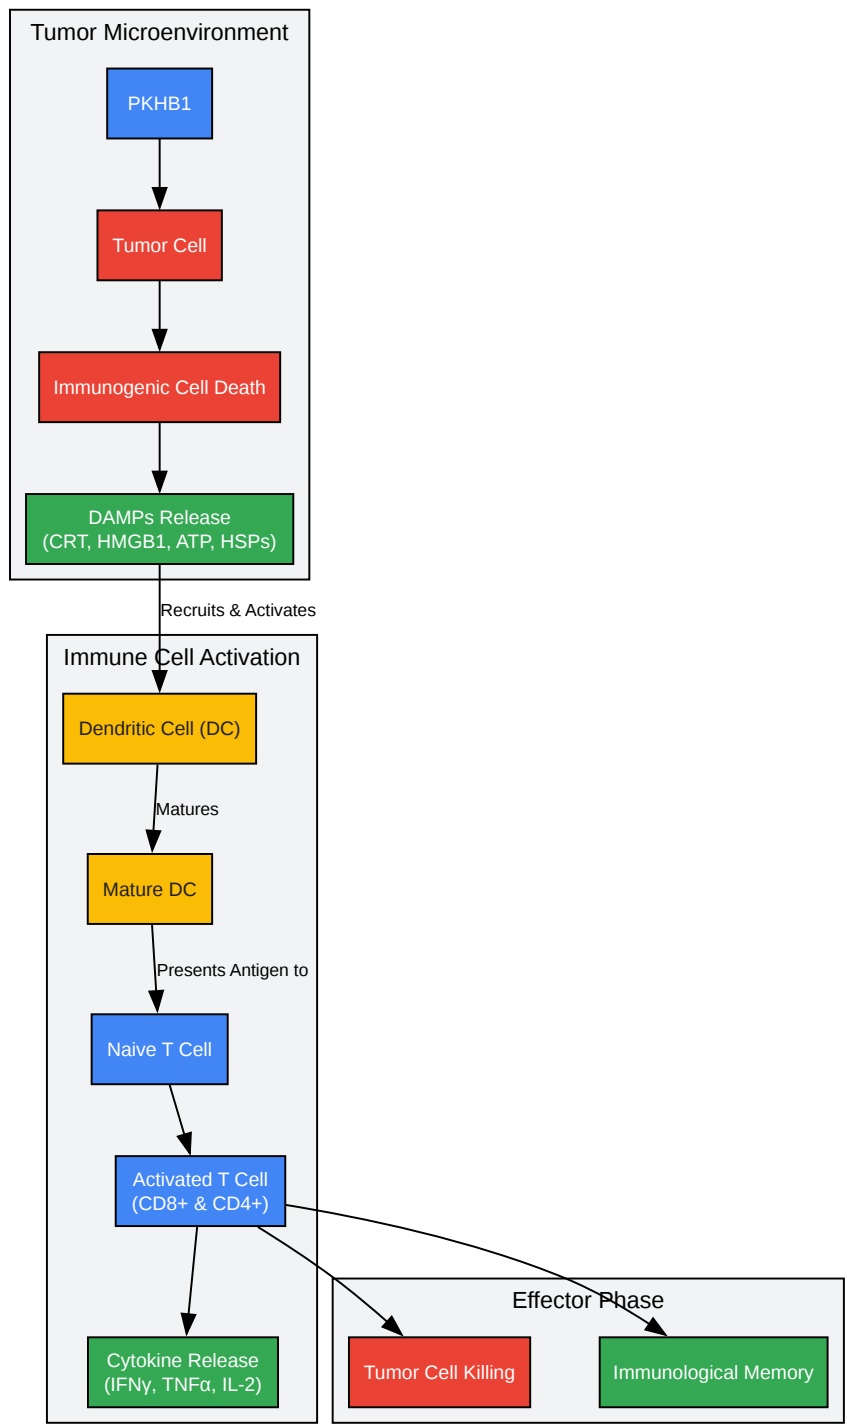 Tumor Microenvironment
PKHB1
Tumor Cell
Immunogenic Cell Death
DAMPs Release
(CRT, HMGB1, ATP, HSPs)
Recruits & Activates
Immune Cell Activation
Dendritic Cell (DC)
Matures
Mature DC
Presents Antigen to
Naive T Cell
Activated T Cell
(CD8+ & CD4+)
Cytokine Release
(IFNγ, TNFα, IL-2)
Effector Phase
Tumor Cell Killing
Immunological Memory